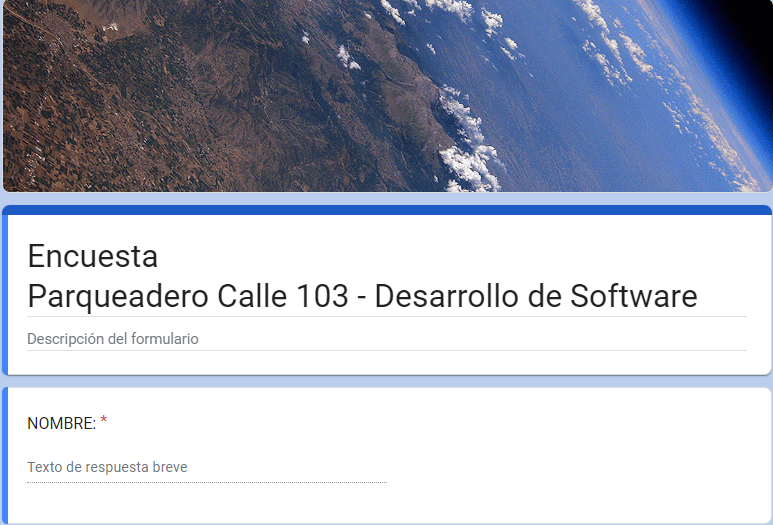 Encuesta
Parqueadero Calle 103 - Desarrollo de Software
Descripción del formulario
NOMBRE: *
Texto de respuesta breve